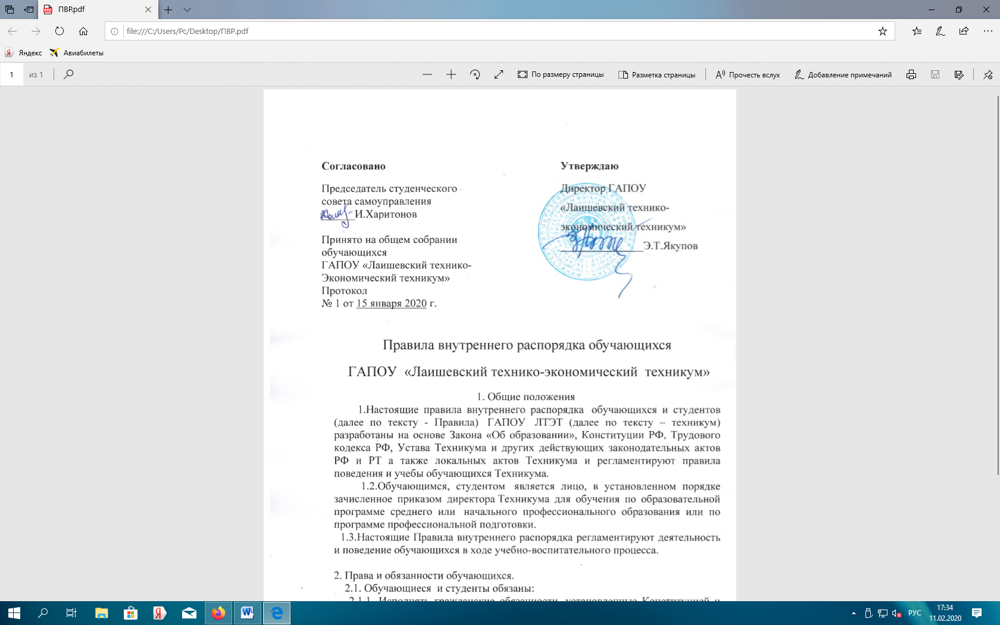 ПВР.pdf
file:///C:/Users/Pc/Desktop/ПВР.pdf
Яндекс
Авиабилеты
1 из 1
По размеру страницы
Разметка страницы
Прочесть вслух
Добавление примечаний
Согласовано
Председатель студенческого
совета самоуправления
И.Харитонов
Принято на общем собрании
обучающихся
ГАПОУ «Лаишевский технико-
Экономический техникум»
Протокол
№ 1 от 15 января 2020 г.
Утверждаю
Директор ГАПОУ
«Лаишевский технико-
экономический техникум»
Э.Т.Якупов
Правила внутреннего распорядка обучающихся
ГАПОУ «Лаишевский технико-экономический техникум»
1. Общие положения
1.Настоящие правила внутреннего распорядка обучающихся и студентов
(далее по тексту - Правила) ГАПОУ ЛТЭТ (далее по тексту – техникум)
разработаны на основе Закона «Об образовании», Конституции РФ, Трудового
кодекса РФ, Устава Техникума и других действующих законодательных актов
РФ и РТ а также локальных актов Техникума и регламентируют правила
поведения и учебы обучающихся Техникума.
1.2.Обучающимся, студентом является лицо, в установленном порядке
зачисленное приказом директора Техникума для обучения по образовательной
программе среднего или начального профессионального образования или по
программе профессиональной подготовки.
1.3.Настоящие Правила внутреннего распорядка регламентируют деятельность
и поведение обучающихся в ходе учебно-воспитательного процесса.
2. Права и обязанности обучающихся.
2.1. Обучающиеся и студенты обязаны:
2.1.1. Исполнять гражданские обязанности, установленные Конституцией и
РУС
17:34
11.02.2020